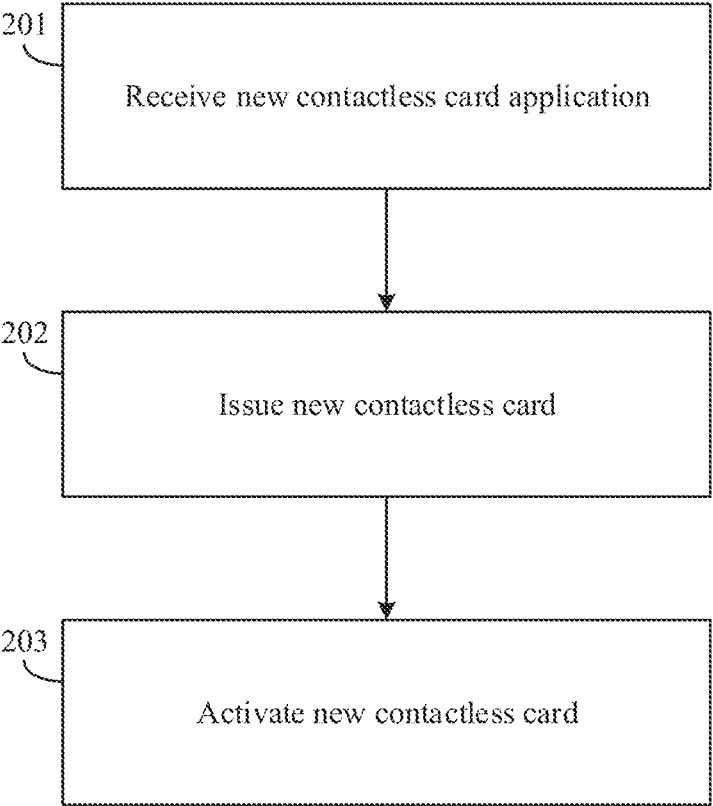 201
Receive new contactless card application
202
Issue new contactless card
203
Activate new contactless card